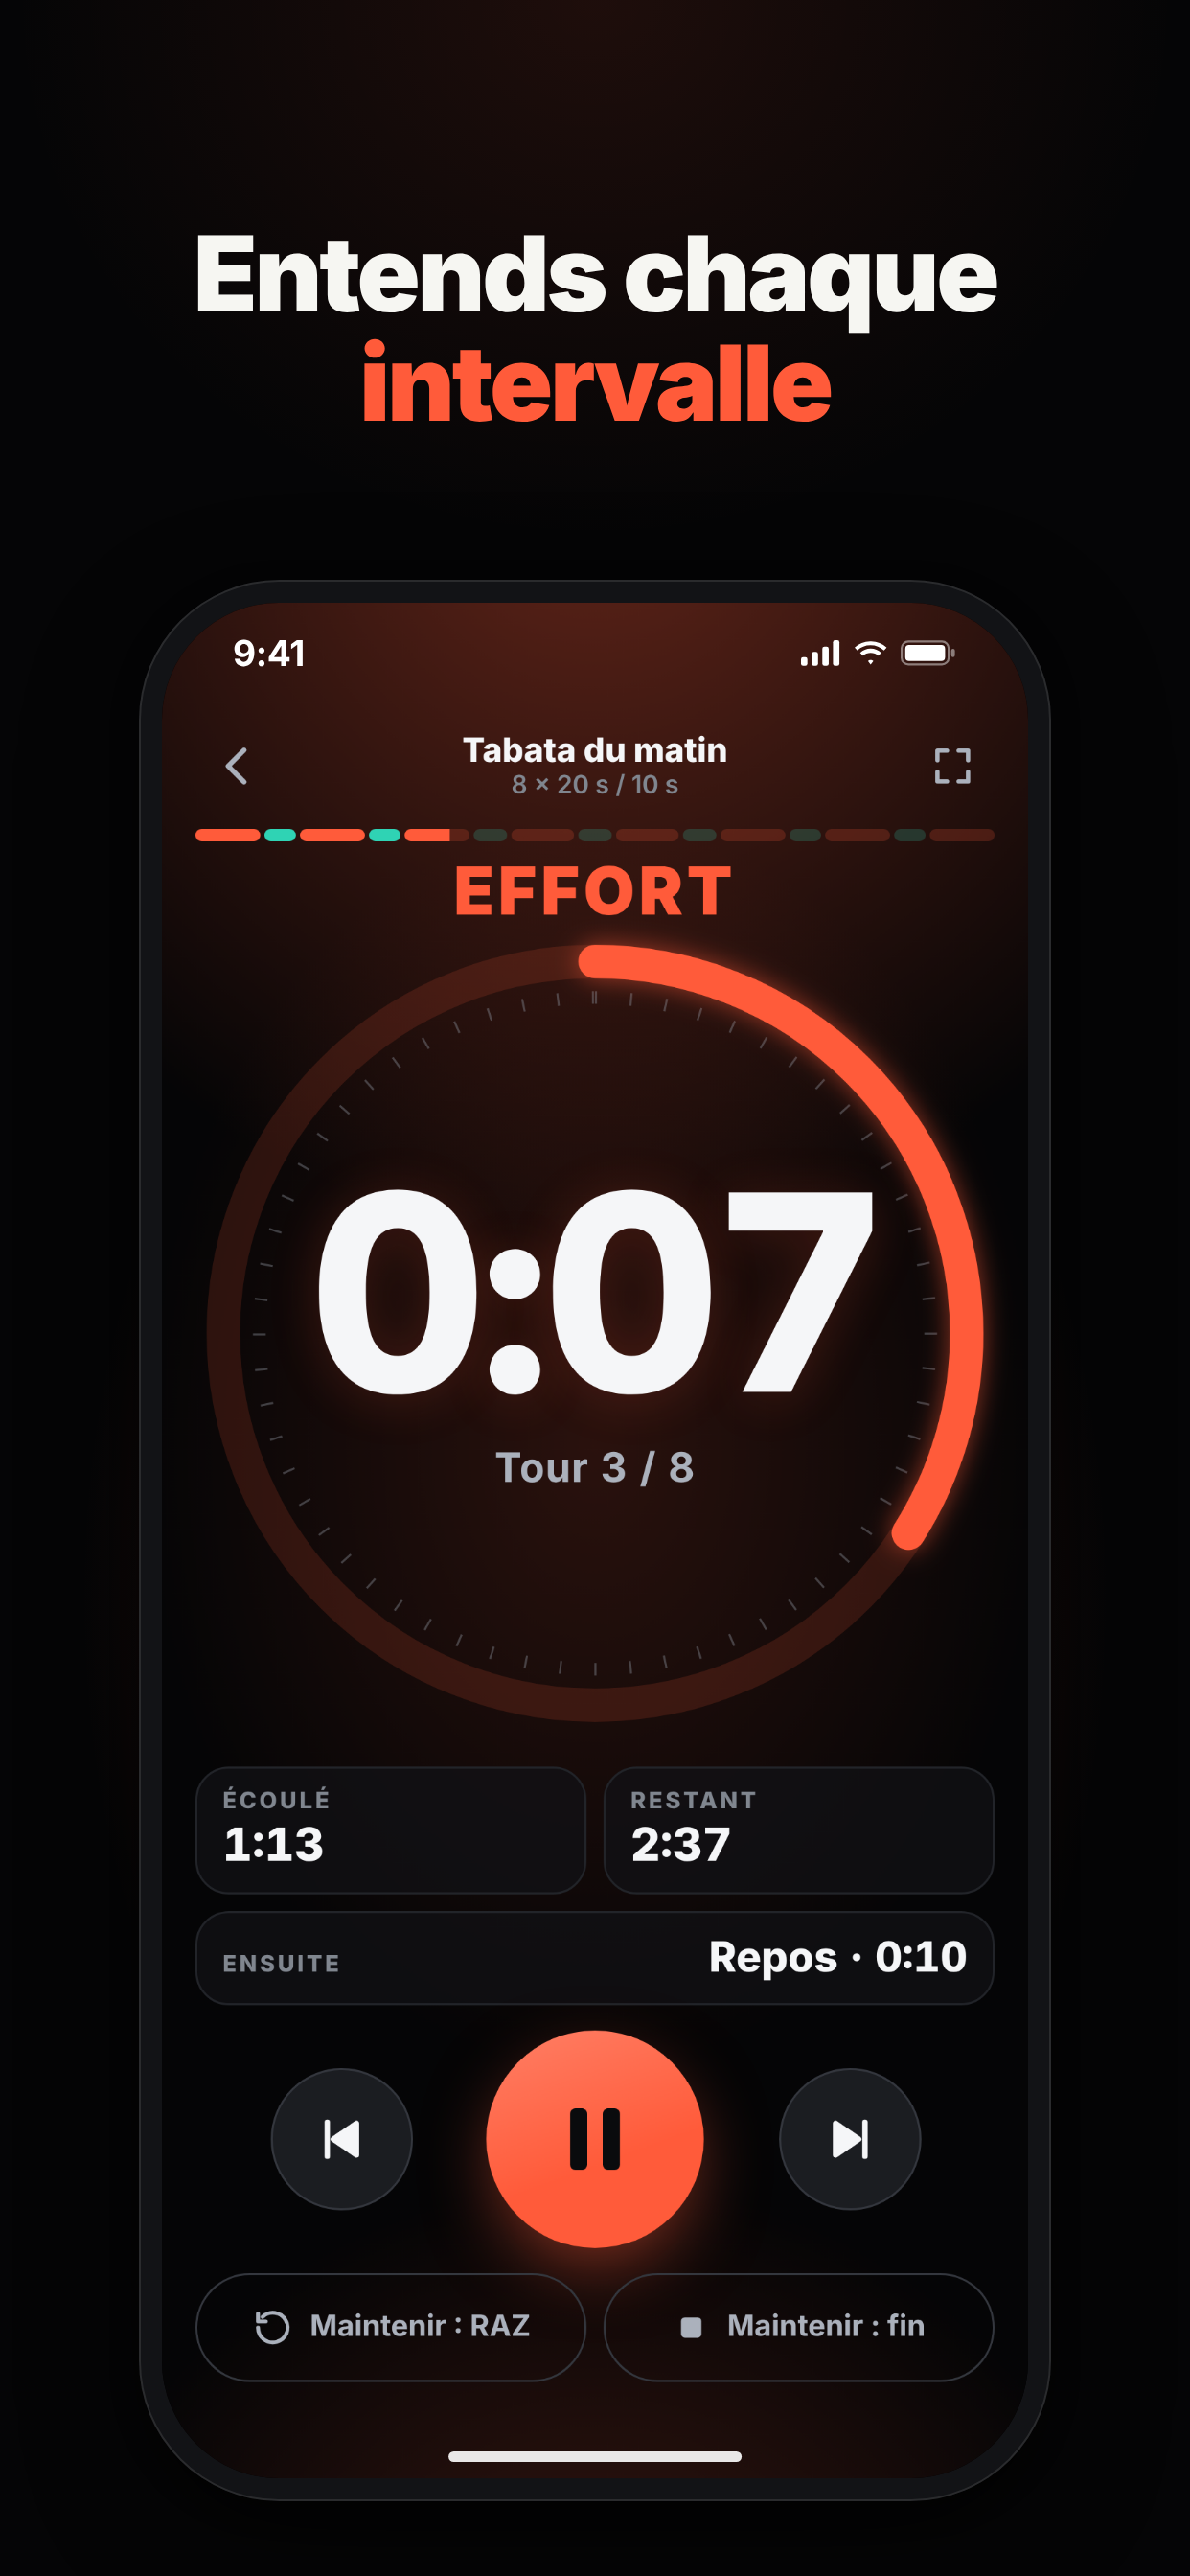 Entends chaque
intervalle
9:41
Tabata du matin
8 × 20 s / 10 s
EFFORT
0:07
Tour 3 / 8
ÉCOULÉ
1:13
RESTANT
2:37
ENSUITE
Repos · 0:10
Maintenir : RAZ
Maintenir : fin